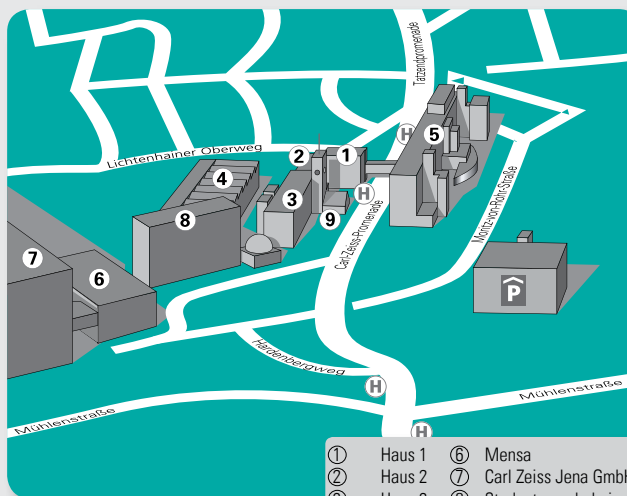 Tatzendpromenade
H
5
2
1
Lichtenhainer Oberweg
4
3
H
8
9
Carl-Zeiss-Promenade
Moritz-von-Rohr-Straße
7
6
P
Hardenbergweg
H
Mühlenstraße
Mühlenstraße
H
1 Haus 1 6 Mensa
2 Haus 2 7 Carl Zeiss Jena GmbH